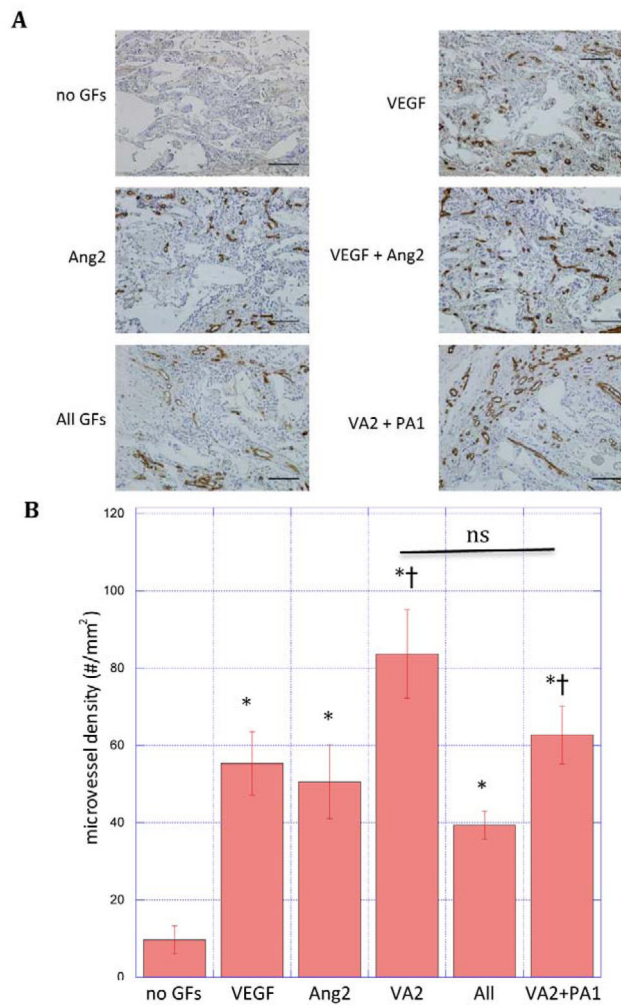 A
no GFs
VEGF
Ang2
VEGF + Ang2
All GFs
VA2 + PA1
B
120
100
80
60
40
20
0
microvessel density (#/mm²)
ns
*
*
*†
*
*†
no GFs VEGF Ang2 VA2 All VA2+PA1